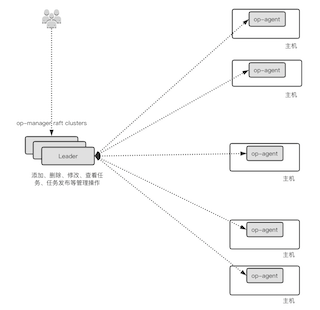 op-agent
主机
op-agent
主机
op-manager raft clusters
Leader
添加、删除、修改、查看任
务、任务发布等管理操作
op-agent
主机
op-agent
主机
op-agent
主机